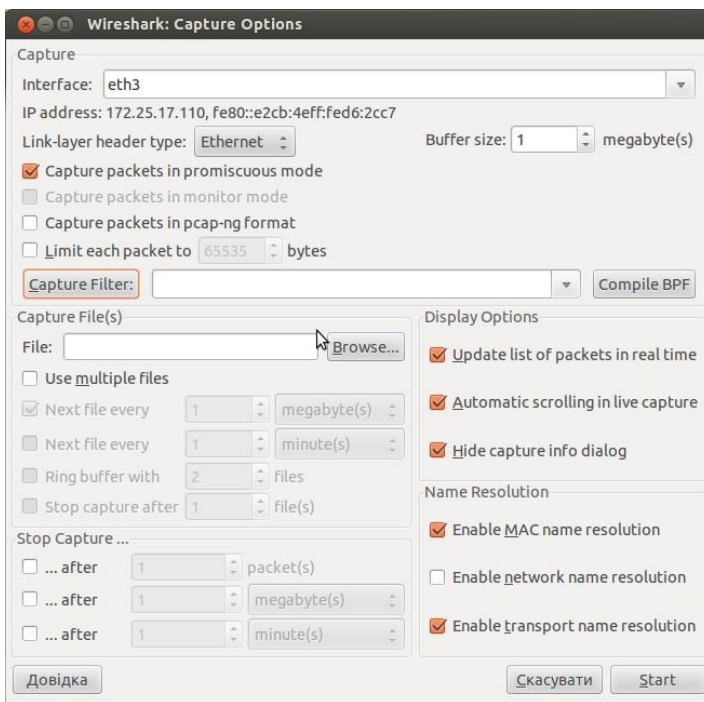 Wireshark: Capture Options
Capture
Interface: eth3
IP address: 172.25.17.110, fe80::e2cb:4eff:fed6:2cc7
Link-layer header type: Ethernet Buffer size: 1 megabyte(s)
Capture packets in promiscuous mode
Capture packets in monitor mode
Capture packets in pcap-ng format
Limit each packet to 65535 bytes
Capture Filter: Compile BPF
Capture File(s)
File: Browse...
Use multiple files
Next file every 1 megabyte(s)
Next file every 1 minute(s)
Ring buffer with 2 files
Stop capture after 1 file(s)
Stop Capture ...
... after 1 packet(s)
... after 1 megabyte(s)
... after 1 minute(s)
Display Options
Update list of packets in real time
Automatic scrolling in live capture
Hide capture info dialog
Name Resolution
Enable MAC name resolution
Enable network name resolution
Enable transport name resolution
Довідка Скасувати Start